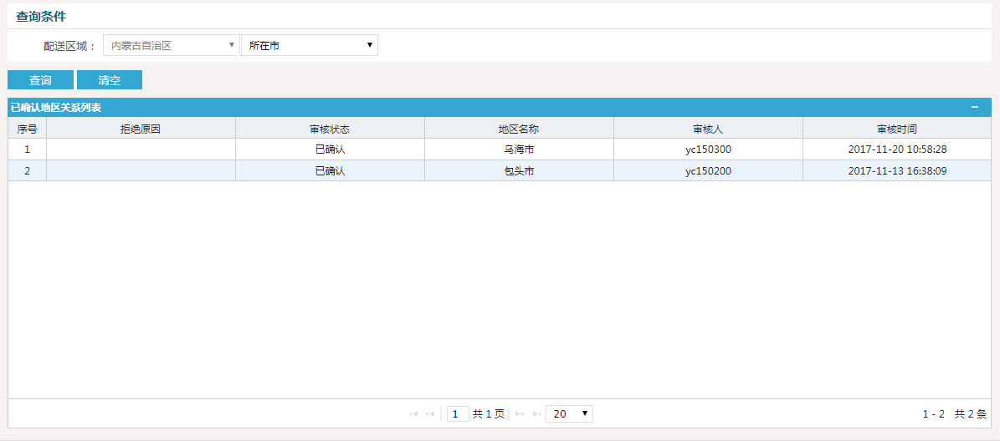 查询条件
配送区域： 内蒙古自治区 所在市
查询 清空
已确认地区关系列表
序号 拒绝原因 审核状态 地区名称 审核人 审核时间
1 已确认 乌海市 yc150300 2017-11-20 10:58:28
2 已确认 包头市 yc150200 2017-11-13 16:38:09
1 共 1 页 20 1 - 2 共 2 条